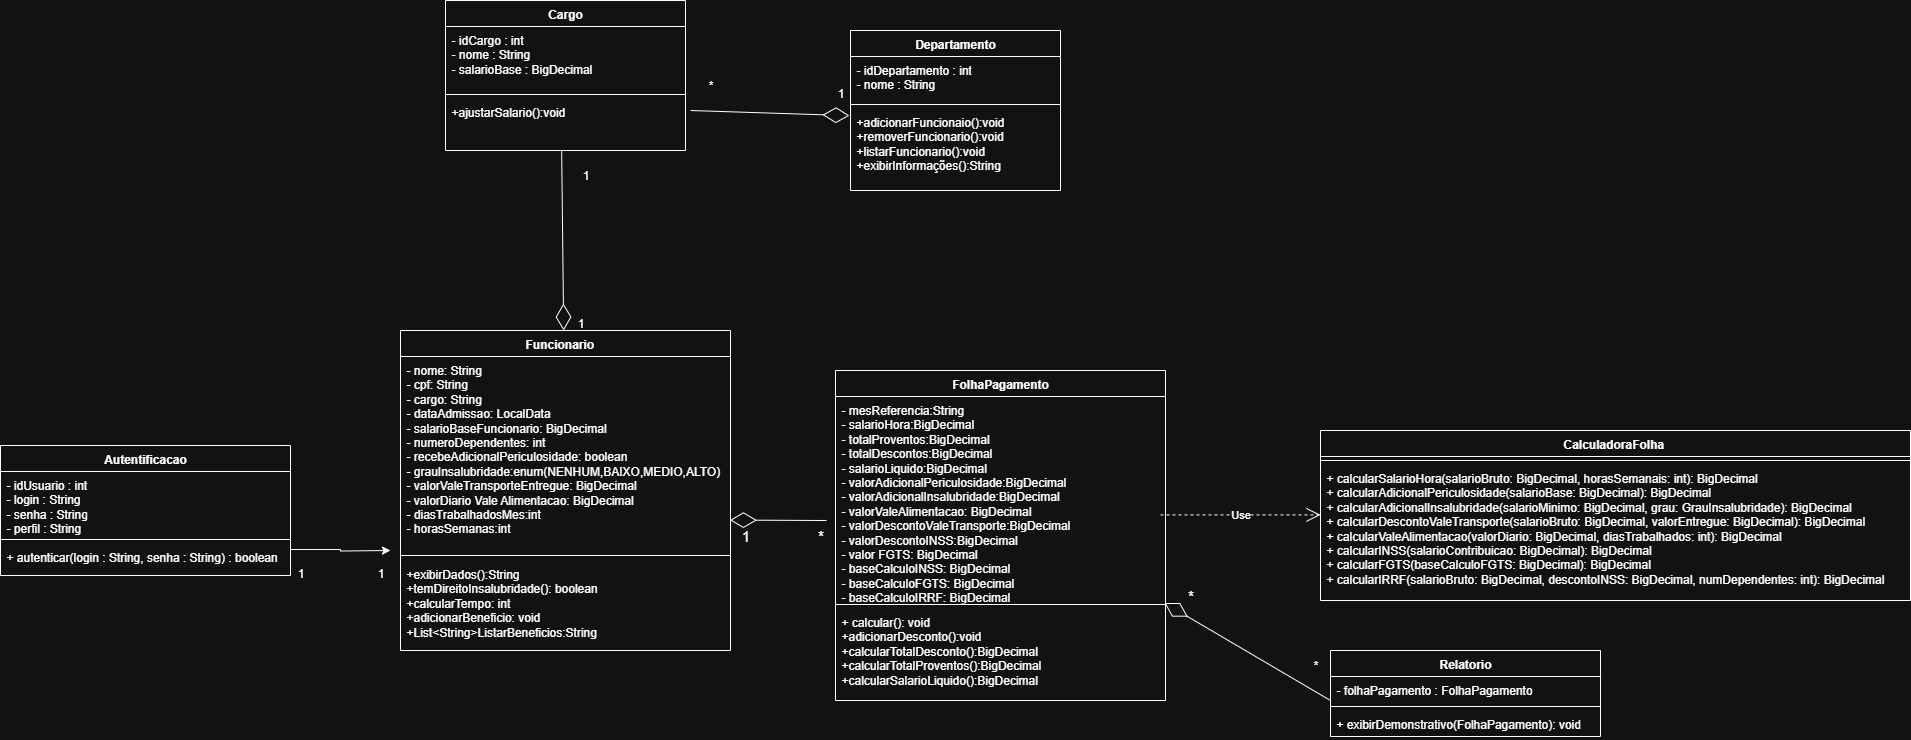 Cargo
- idCargo : int
- nome : String
- salarioBase : BigDecimal
+ajustarSalario():void
*
1
Departamento
- idDepartamento : int
- nome : String
+adicionarFuncionaio():void
+removerFuncionario():void
+listarFuncionario():void
+exibirInformações():String
1
1
Funcionario
- nome: String
- cpf: String
- cargo: String
- dataAdmissao: LocalData
- salarioBaseFuncionario: BigDecimal
- numeroDependentes: int
- recebeAdicionalPericulosidade: boolean
- grauInsalubridade:enum(NENHUM,BAIXO,MEDIO,ALTO)
- valorValeTransporteEntregue: BigDecimal
- valorDiario Vale Alimentacao: BigDecimal
- diasTrabalhadosMes:int
- horasSemanas:int
+exibirDados():String
+temDireitoInsalubridade(): boolean
+calcularTempo: int
+adicionarBeneficio: void
+List<String>ListarBeneficios:String
Autentificacao
- idUsuario : int
- login : String
- senha : String
- perfil : String
+ autenticar(login : String, senha : String) : boolean
1
1
1
*
FolhaPagamento
- mesReferencia:String
- salarioHora:BigDecimal
- totalProventos:BigDecimal
- totalDescontos:BigDecimal
- salarioLiquido:BigDecimal
- valorAdicionalPericulosidade:BigDecimal
- valorAdicionalInsalubridade:BigDecimal
- valorValeAlimentacao: BigDecimal
- valorDescontoValeTransporte:BigDecimal
- valorDescontoINSS:BigDecimal
- valor FGTS: BigDecimal
- baseCalculoINSS: BigDecimal
- baseCalculoFGTS: BigDecimal
- baseCalculoIRRF: BigDecimal
+ calcular(): void
+adicionarDesconto():void
+calcularTotalDesconto():BigDecimal
+calcularTotalProventos():BigDecimal
+calcularSalarioLiquido():BigDecimal
Use
CalculadoraFolha
+ calcularSalarioHora(salarioBruto: BigDecimal, horasSemanais: int): BigDecimal
+ calcularAdicionalPericulosidade(salarioBase: BigDecimal): BigDecimal
+ calcularAdicionalInsalubridade(salarioMinimo: BigDecimal, grau: GrauInsalubridade): BigDecimal
+ calcularDescontoValeTransporte(salarioBruto: BigDecimal, valorEntregue: BigDecimal): BigDecimal
+ calcularValeAlimentacao(valorDiario: BigDecimal, diasTrabalhados: int): BigDecimal
+ calcularINSS(salarioContribuicao: BigDecimal): BigDecimal
+ calcularFGTS(baseCalculoFGTS: BigDecimal): BigDecimal
+ calcularIRRF(salarioBruto: BigDecimal, descontoINSS: BigDecimal, numDependentes: int): BigDecimal
*
*
Relatorio
- folhaPagamento : FolhaPagamento
+ exibirDemonstrativo(FolhaPagamento): void